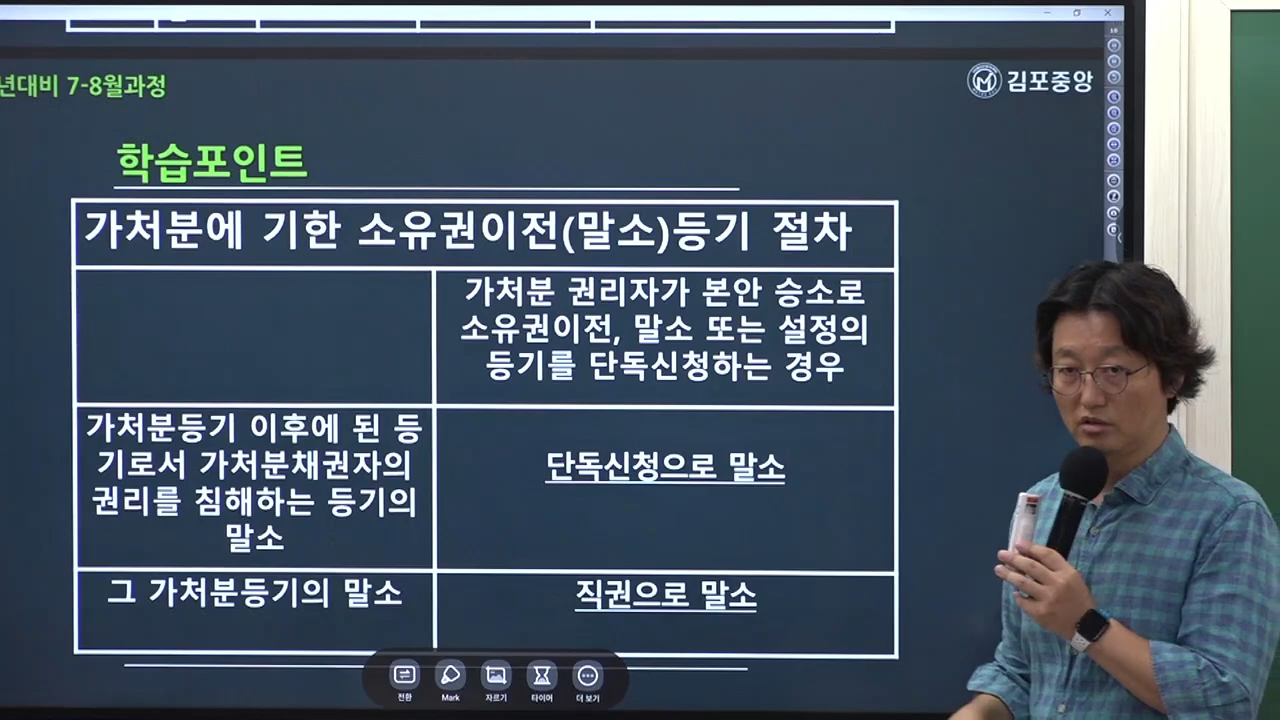 년대비 7-8월과정
김포중앙
학습포인트
가처분에 기한 소유권이전(말소)등기 절차
가처분 권리자가 본안 승소로
소유권이전, 말소 또는 설정의
등기를 단독신청하는 경우
가처분등기 이후에 된 등
기로서 가처분채권자의
권리를 침해하는 등기의
말소
단독신청으로 말소
그 가처분등기의 말소
직권으로 말소
전환
Mark
자르기
타이머
더 보기